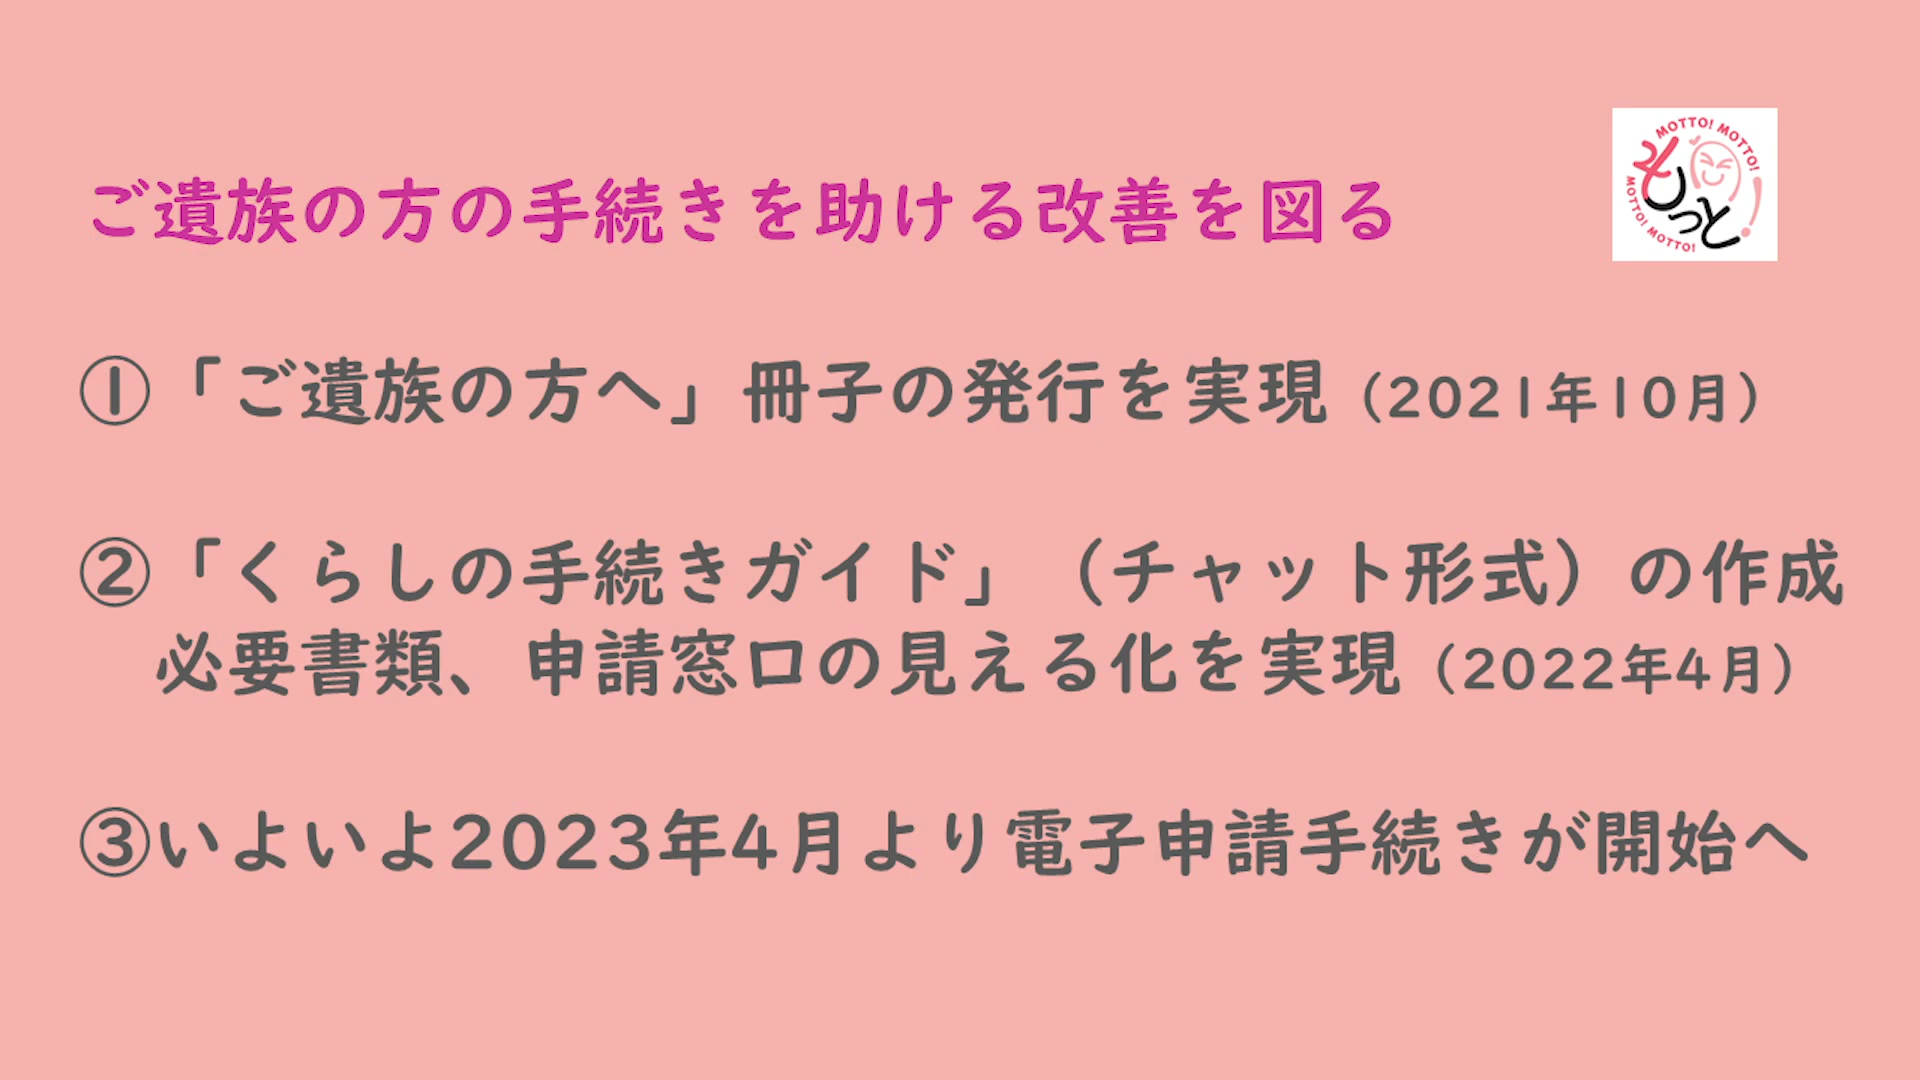 MOTTO! MOTTO!
もっと!
MOTTO! MOTTO!
ご遺族の方の手続きを助ける改善を図る
①「ご遺族の方へ」冊子の発行を実現（2021年10月）
②「くらしの手続きガイド」（チャット形式）の作成
必要書類、申請窓口の見える化を実現（2022年4月）
③いよいよ2023年4月より電子申請手続きが開始へ